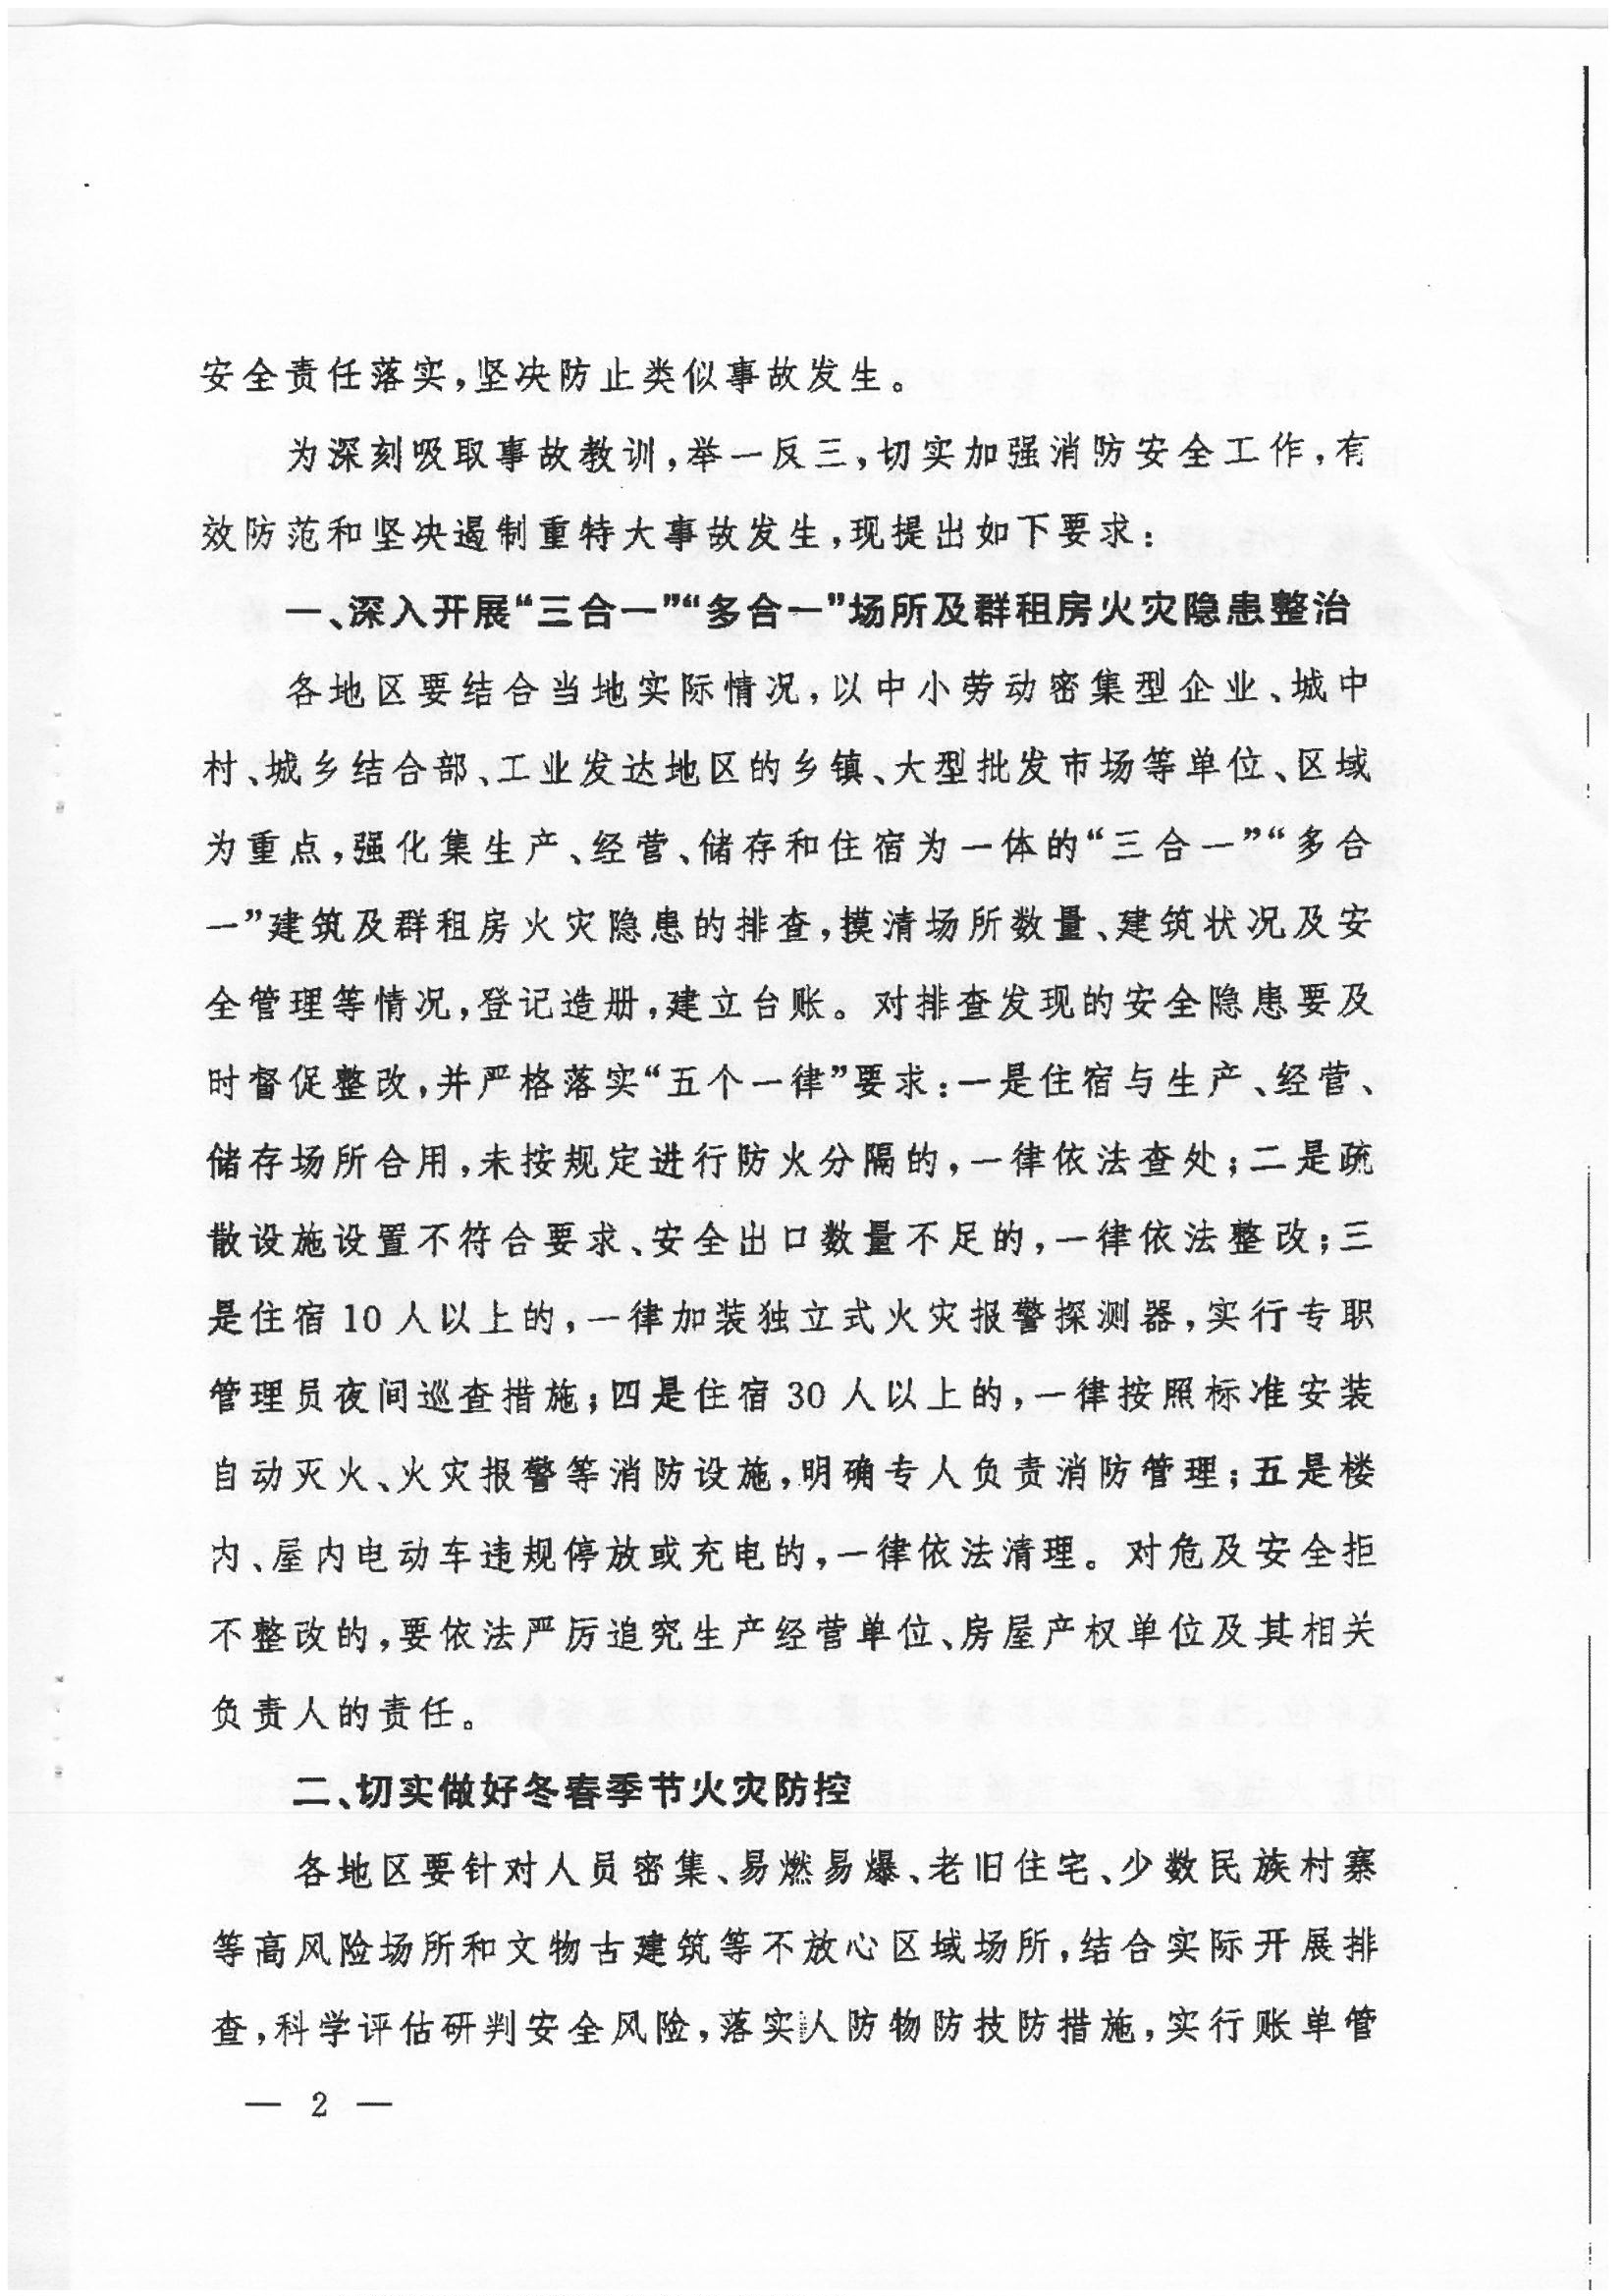 安全责任落实,坚决防止类似事故发生。
为深刻吸取事故教训,举一反三,切实加强消防安全工作,有
效防范和坚决遏制重特大事故发生,现提出如下要求:
一、深入开展“三合一”“多合一”场所及群租房火灾隐患整治
各地区要结合当地实际情况,以中小劳动密集型企业、城中
村、城乡结合部、工业发达地区的乡镇、大型批发市场等单位、区域
为重点,强化集生产、经营、储存和住宿为一体的“三合一”“多合
一”建筑及群租房火灾隐患的排查,摸清场所数量、建筑状况及安
全管理等情况,登记造册,建立台账。对排查发现的安全隐患要及
时督促整改,并严格落实“五个一律”要求:一是住宿与生产、经营、
储存场所合用,未按规定进行防火分隔的,一律依法查处;二是疏
散设施设置不符合要求、安全出口数量不足的,一律依法整改;三
是住宿10人以上的,一律加装独立式火灾报警探测器,实行专职
管理员夜间巡查措施;四是住宿30人以上的,一律按照标准安装
自动灭火、火灾报警等消防设施,明确专人负责消防管理;五是楼
内、屋内电动车违规停放或充电的,一律依法清理。对危及安全拒
不整改的,要依法严厉追究生产经营单位、房屋产权单位及其相关
负责人的责任。
二、切实做好冬春季节火灾防控
各地区要针对人员密集、易燃易爆、老旧住宅、少数民族村寨
等高风险场所和文物古建筑等不放心区域场所,结合实际开展排
查,科学评估研判安全风险,落实人防物防技防措施,实行账单管
— 2 —